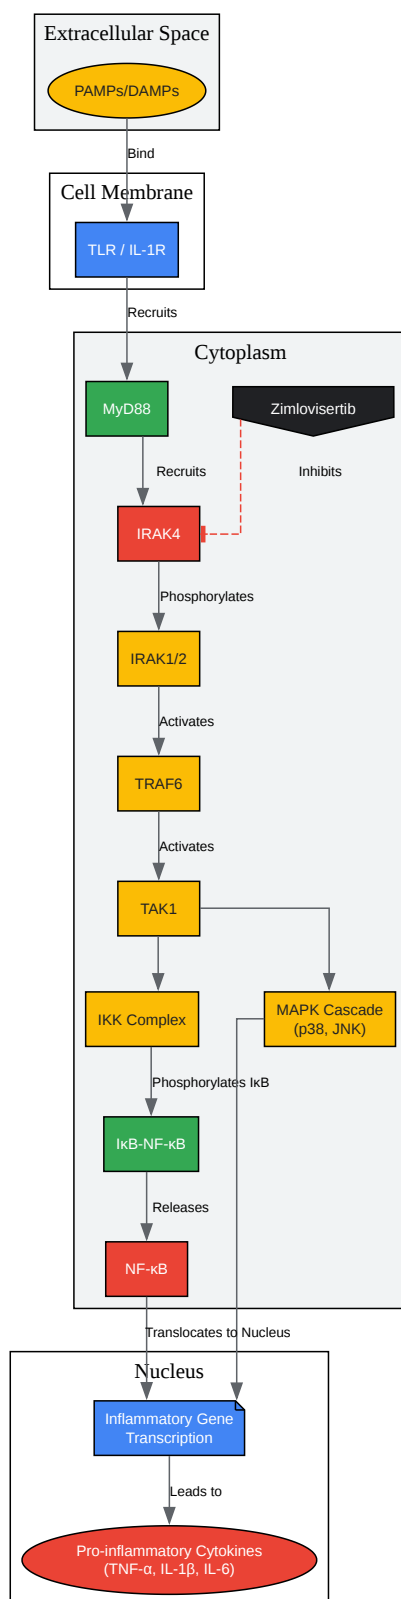 Extracellular Space
PAMPs/DAMPs
Bind
Cell Membrane
TLR / IL-1R
Recruits
Cytoplasm
MyD88
Zimlovisertib
Recruits
Inhibits
IRAK4
Phosphorylates
IRAK1/2
Activates
TRAF6
Activates
TAK1
IKK Complex
MAPK Cascade
(p38, JNK)
Phosphorylates IκB
IκB-NF-κB
Releases
NF-κB
Translocates to Nucleus
Nucleus
Inflammatory Gene
Transcription
Leads to
Pro-inflammatory Cytokines
(TNF-α, IL-1β, IL-6)